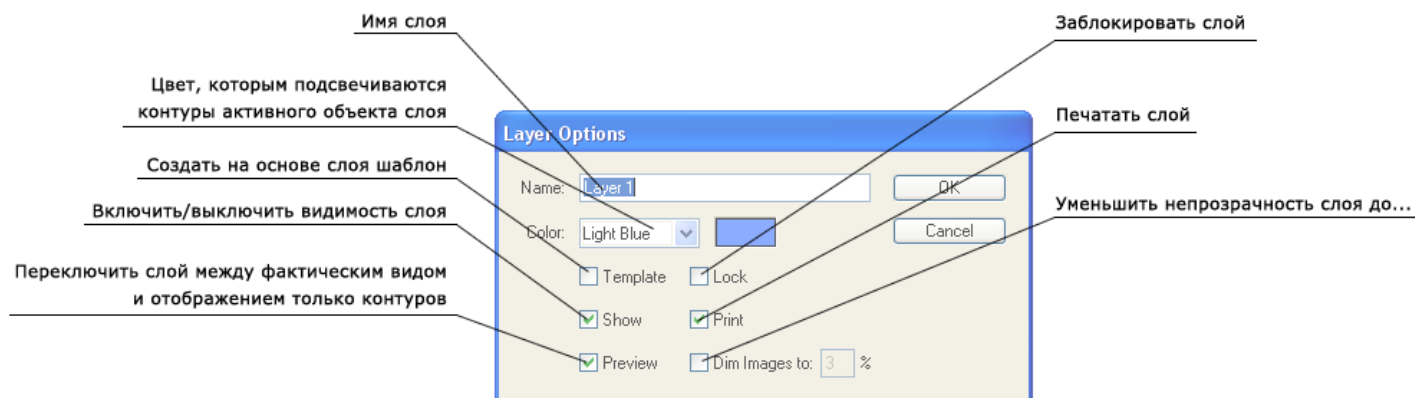 Имя слоя
Заблокировать слой
Цвет, которым подсвечиваются
контуры активного объекта слоя
Печатать слой
Layer Options
Создать на основе слоя шаблон
Name: Layer 1 OK
Включить/выключить видимость слоя
Уменьшить непрозрачность слоя до...
Color: Light Blue Cancel
Переключить слой между фактическим видом
и отображением только контуров
Template Lock
Show Print
Preview Dim Images to: 3 %